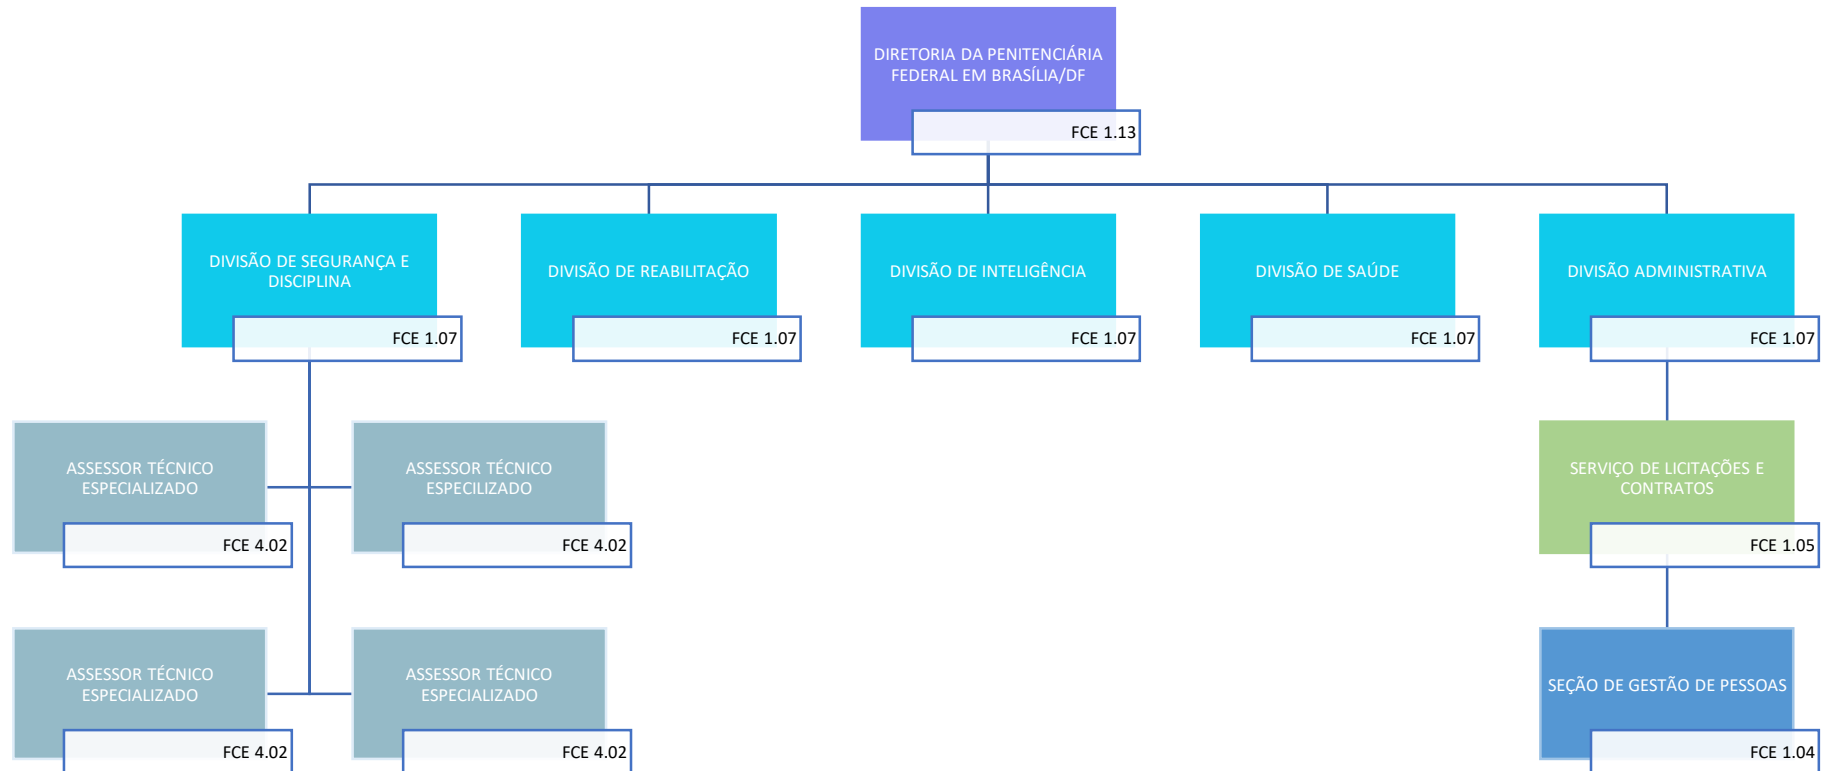 DIRETORIA DA PENITENCIÁRIA
FEDERAL EM BRASÍLIA/DF
FCE 1.13
DIVISÃO DE SEGURANÇA E
DISCIPLINA
FCE 1.07
DIVISÃO DE REABILITAÇÃO
FCE 1.07
DIVISÃO DE INTELIGÊNCIA
FCE 1.07
DIVISÃO DE SAÚDE
FCE 1.07
DIVISÃO ADMINISTRATIVA
FCE 1.07
ASSESSOR TÉCNICO
ESPECIALIZADO
FCE 4.02
ASSESSOR TÉCNICO
ESPECILIZADO
FCE 4.02
SERVIÇO DE LICITAÇÕES E
CONTRATOS
FCE 1.05
ASSESSOR TÉCNICO
ESPECIALIZADO
FCE 4.02
ASSESSOR TÉCNICO
ESPECIALIZADO
FCE 4.02
SEÇÃO DE GESTÃO DE PESSOAS
FCE 1.04